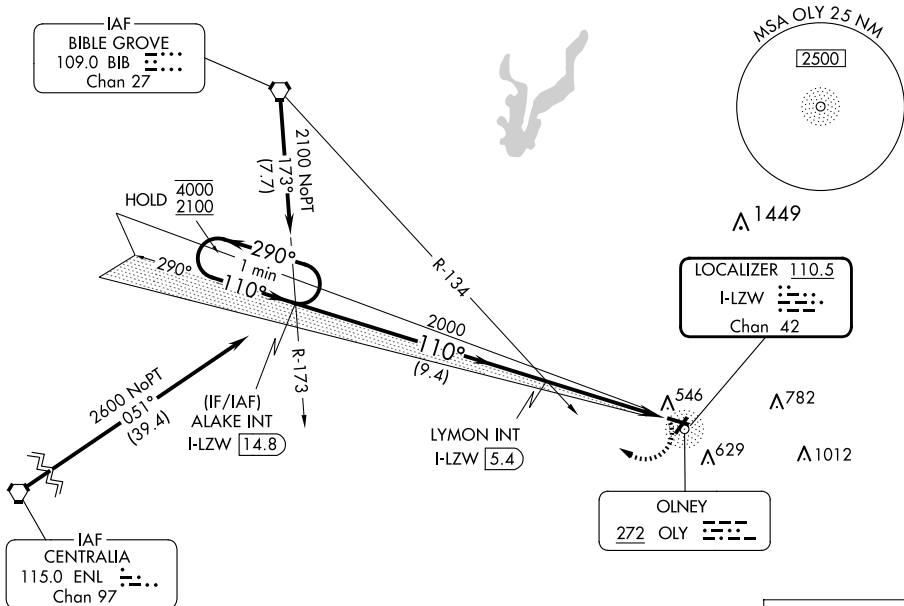 IAF
BIBLE GROVE
109.0 BIB
Chan 27
MSA OLY 25 NM
2500
2100 NoPT
173°
(7.7)
HOLD 4000
2100
1449
290°
1 min
290°
110°
R-134
LOCALIZER 110.5
I-LZW
Chan 42
2000
110°
(9.4)
R-173
2600 NoPT
051°
(39.4)
(IF/IAF)
ALAKE INT
I-LZW 14.8
LYMON INT
I-LZW 5.4
546
782
629
1012
OLNEY
272 OLY
IAF
CENTRALIA
115.0 ENL
Chan 97